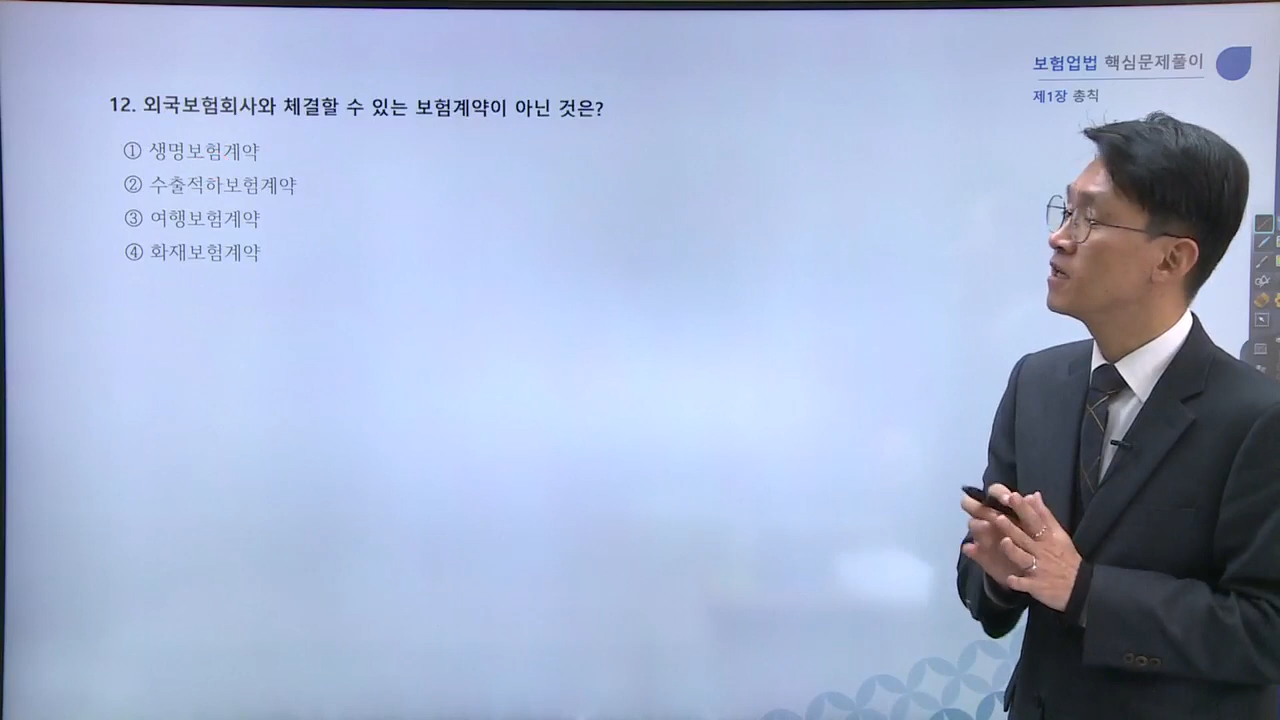 보험업법 핵심문제풀이
제1장 총칙
12. 외국보험회사와 체결할 수 있는 보험계약이 아닌 것은?
① 생명보험계약
② 수출적하보험계약
③ 여행보험계약
④ 화재보험계약